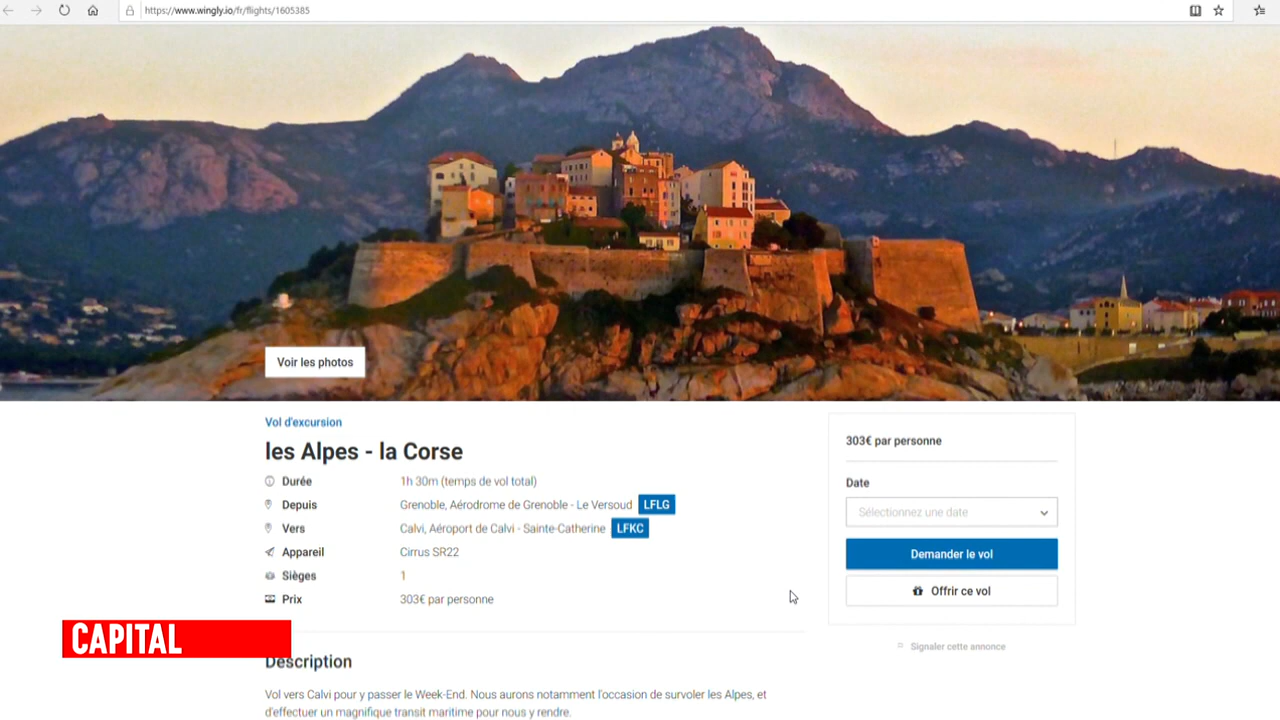 https://www.wingly.io/fr/flights/1605385
Voir les photos
Vol d'excursion
les Alpes - la Corse
Durée 1h 30m (temps de vol total)
Depuis Grenoble, Aérodrome de Grenoble - Le Versoud LFLG
Vers Calvi, Aéroport de Calvi - Sainte-Catherine LFKC
Appareil Cirrus SR22
Sièges 1
Prix 303€ par personne
303€ par personne
Date
Sélectionnez une date
Demander le vol
Offrir ce vol
Signaler cette annonce
CAPITAL
Description
Vol vers Calvi pour y passer le Week-End. Nous aurons notamment l'occasion de survoler les Alpes, et
d'effectuer un magnifique transit maritime pour nous y rendre.